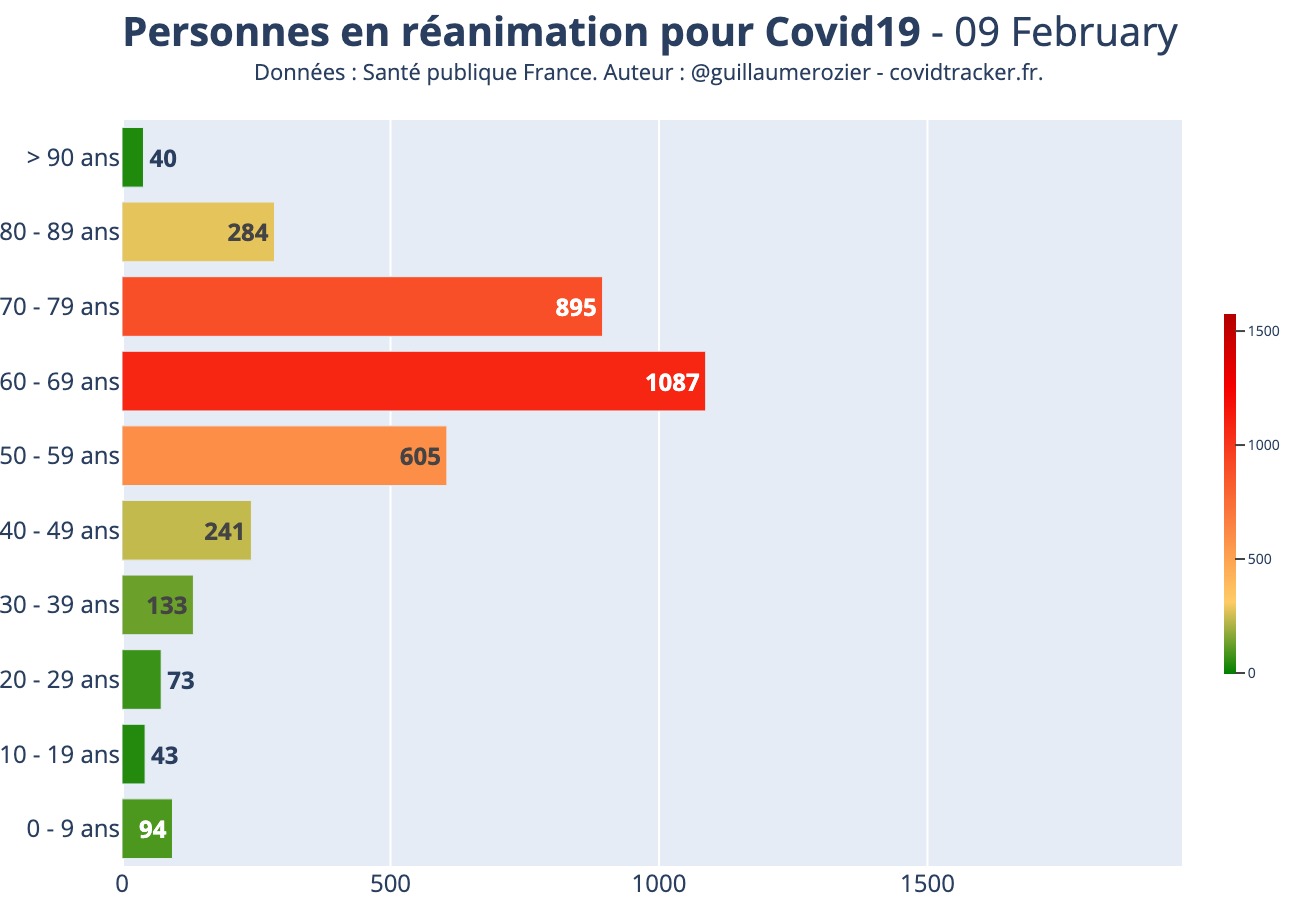 Personnes en réanimation pour Covid19 - 09 February
Données : Santé publique France. Auteur : @guillaumerozier - covidtracker.fr.
> 90 ans 40
80 - 89 ans 284
70 - 79 ans 895
60 - 69 ans 1087
50 - 59 ans 605
40 - 49 ans 241
30 - 39 ans 133
20 - 29 ans 73
10 - 19 ans 43
0 - 9 ans 94
0 500 1000 1500
1500
1000
500
0